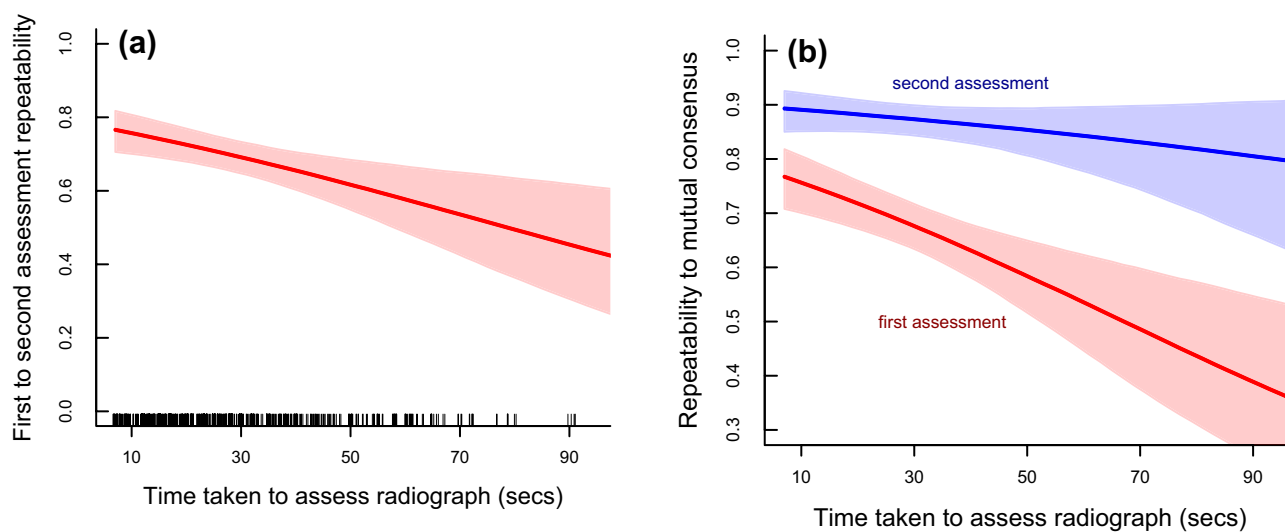 (a)
First to second assessment repeatability
1.0
0.8
0.6
0.4
0.2
0.0
10 30 50 70 90
Time taken to assess radiograph (secs)
(b)
Repeatability to mutual consensus
1.0
0.9
0.8
0.7
0.6
0.5
0.4
0.3
second assessment
first assessment
10 30 50 70 90
Time taken to assess radiograph (secs)